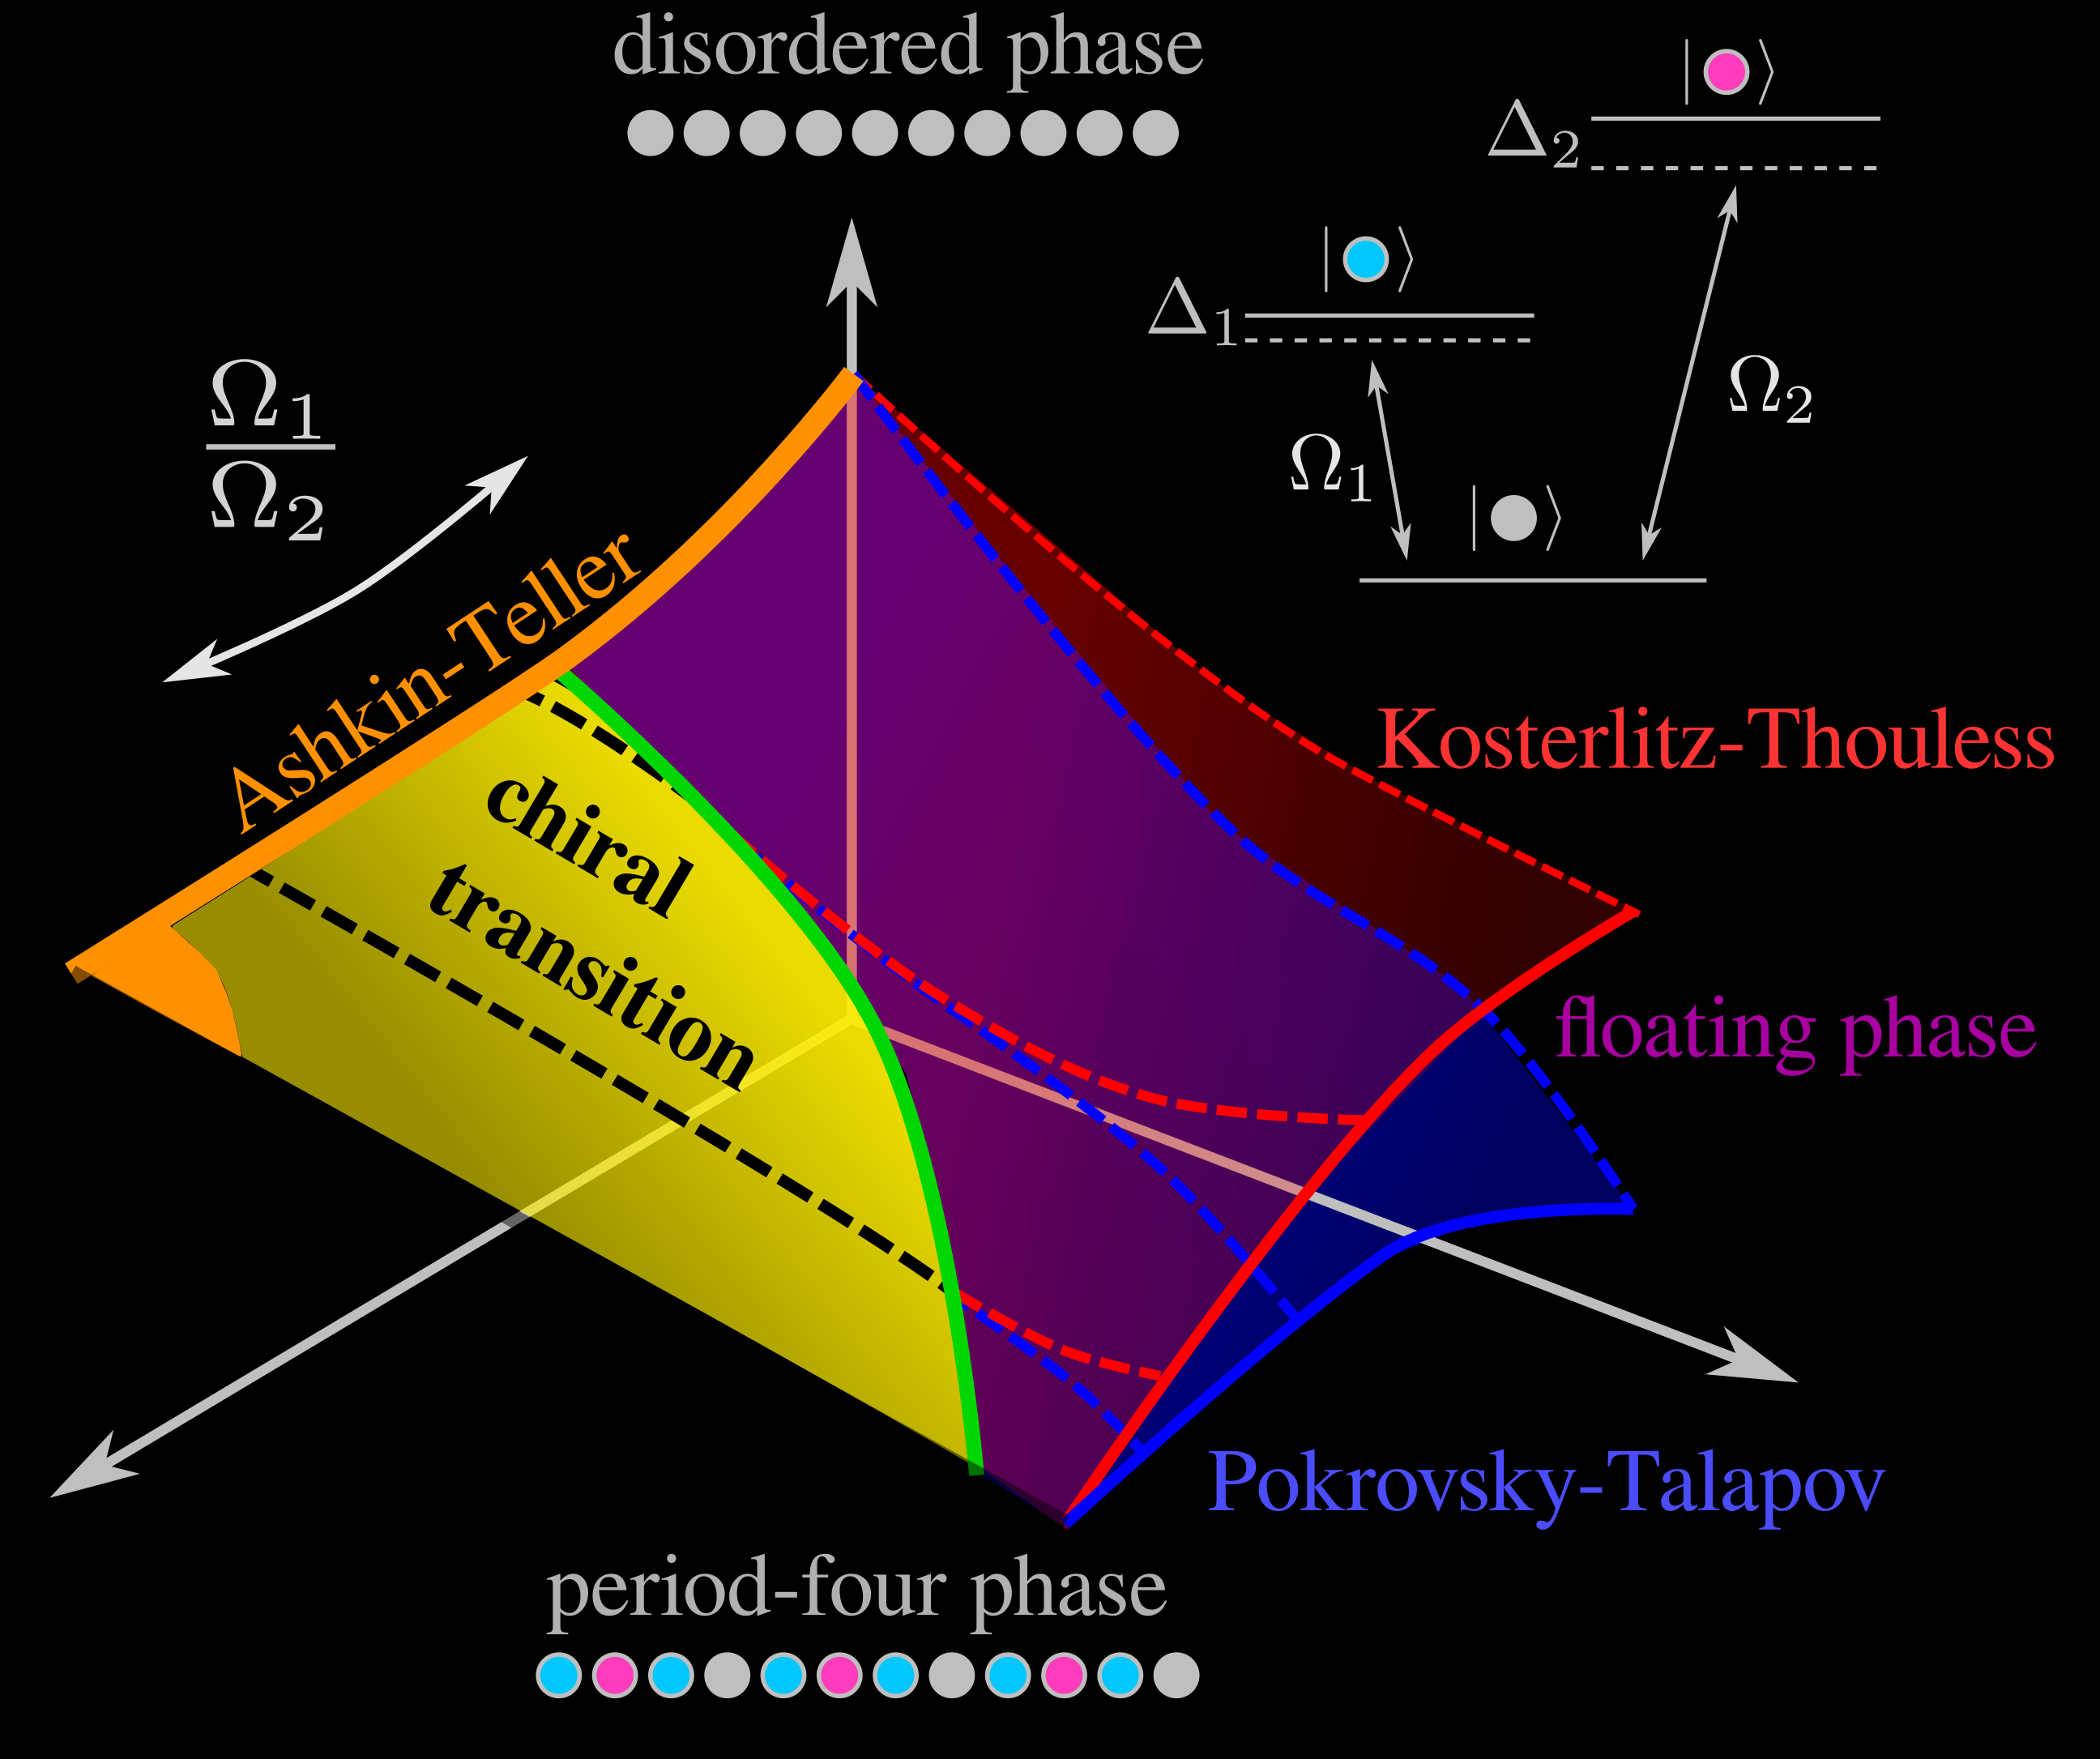 disordered phase
Δ2
| ⟩
Δ1
| ⟩
Ω1
Ω2
Ω1
Ω2
| ⟩
Ashkin-Teller
chiral
transition
Kosterlitz-Thouless
floating phase
Pokrovsky-Talapov
period-four phase